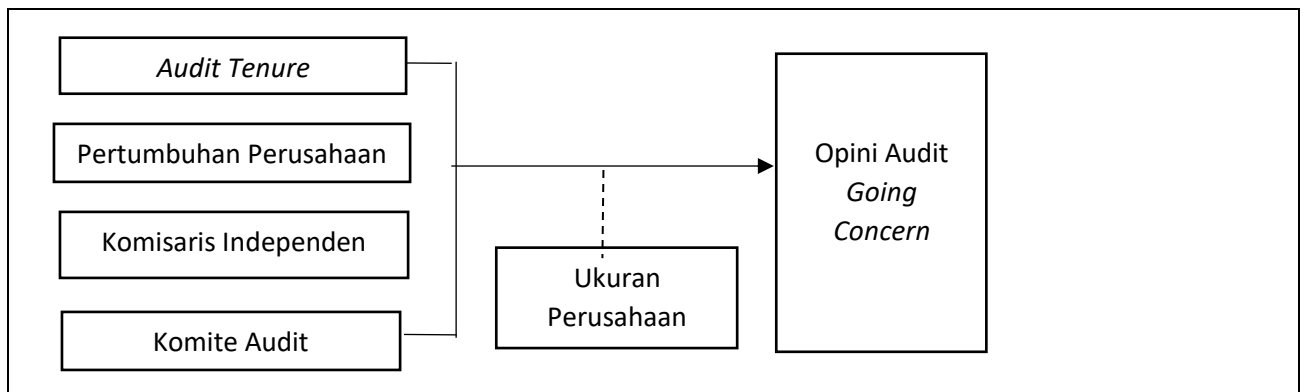 Audit Tenure
Pertumbuhan Perusahaan
Komisaris Independen
Komite Audit
Ukuran
Perusahaan
Opini Audit
Going
Concern